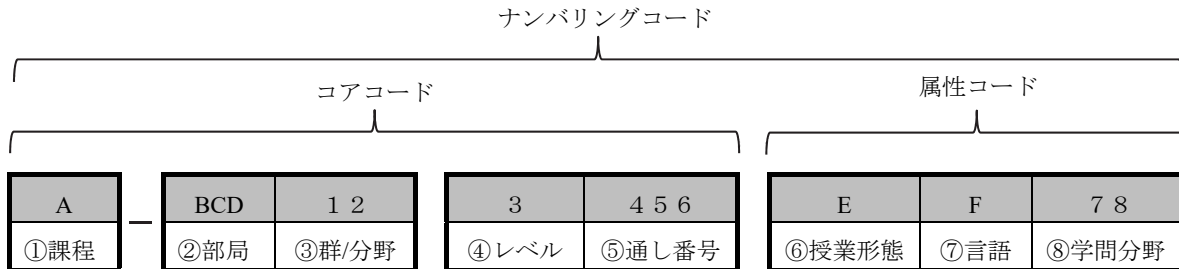 ナンバリングコード
コアコード 属性コード
A － BCD １２ ３ ４５６ E F ７８
①課程 ②部局 ③群/分野 ④レベル ⑤通し番号 ⑥授業形態 ⑦言語 ⑧学問分野